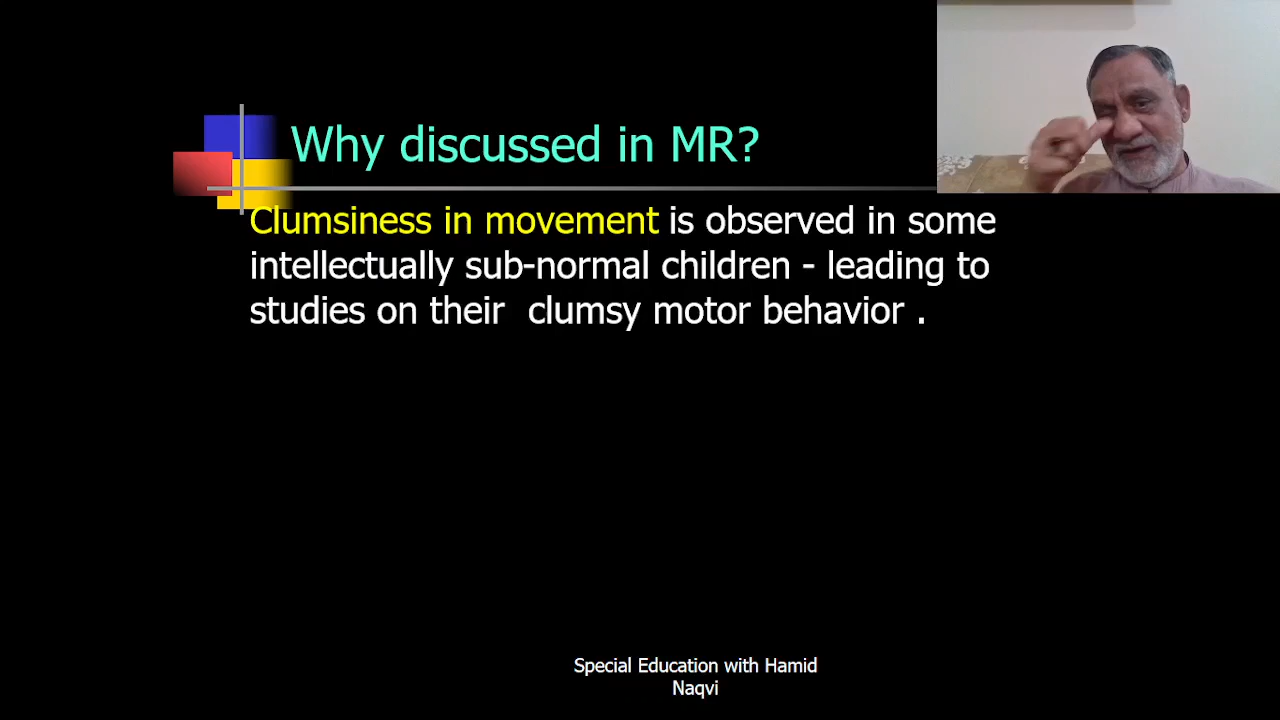 Why discussed in MR?
Clumsiness in movement is observed in some
intellectually sub-normal children - leading to
studies on their  clumsy motor behavior .
Special Education with Hamid
Naqvi